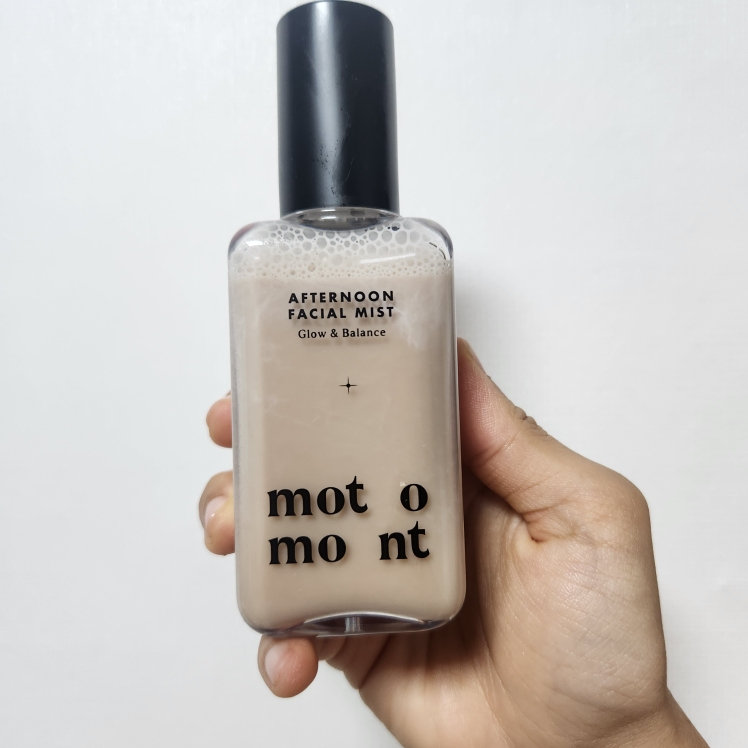 AFTERNOON
FACIAL MIST
Glow & Balance
mot o
mo nt